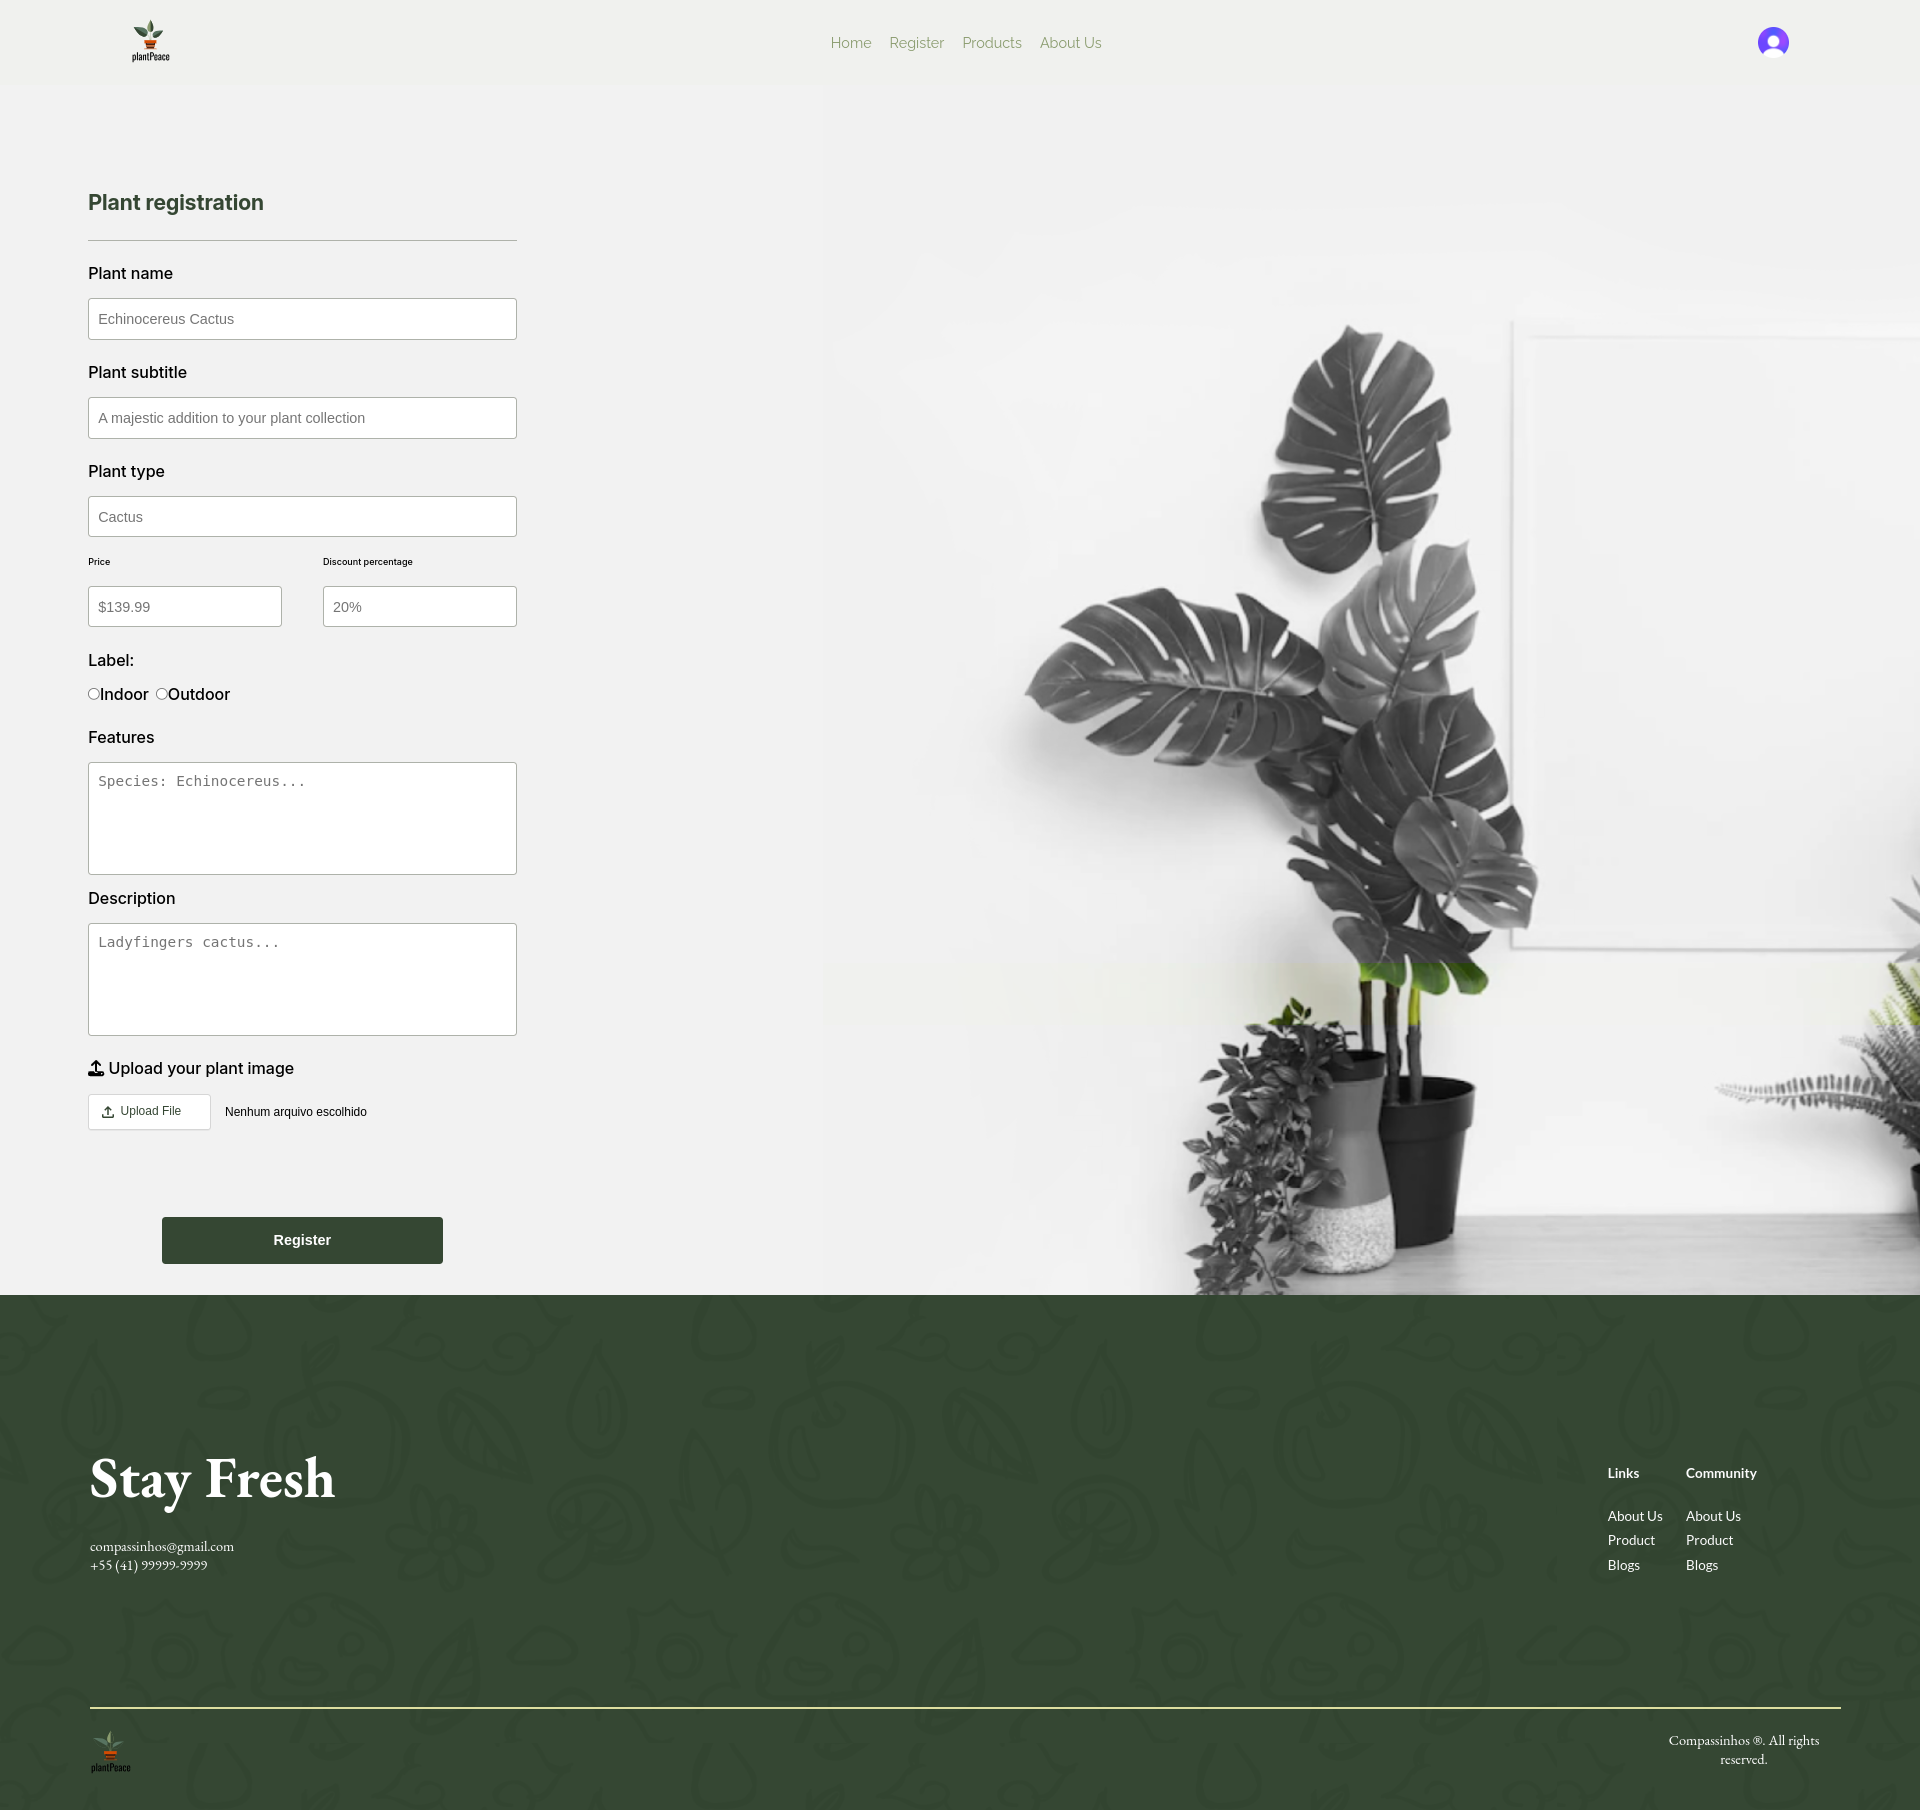 plantPeace
Home Register Products About Us
Plant registration
Plant name
Echinocereus Cactus
Plant subtitle
A majestic addition to your plant collection
Plant type
Cactus
Price Discount percentage
$139.99 20%
Label:
Indoor Outdoor
Features
Species: Echinocereus...
Description
Ladyfingers cactus...
Upload your plant image
Upload File Nenhum arquivo escolhido
Register
Stay Fresh
compassinhos@gmail.com
+55 (41) 99999-9999
Links Community
About Us About Us
Product Product
Blogs Blogs
plantPeace
Compassinhos ®. All rights
reserved.